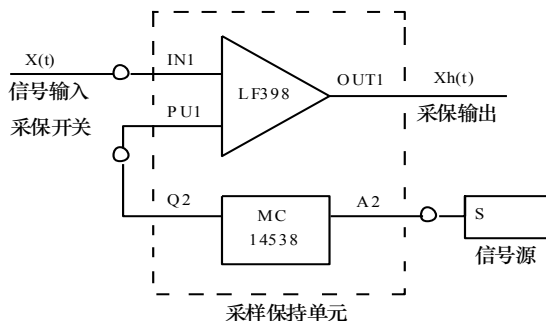 X(t)
IN1
信号输入
LF398
OUT1
Xh(t)
采保开关
PU1
采保输出
Q2
MC
14538
A2
S
信号源
采样保持单元